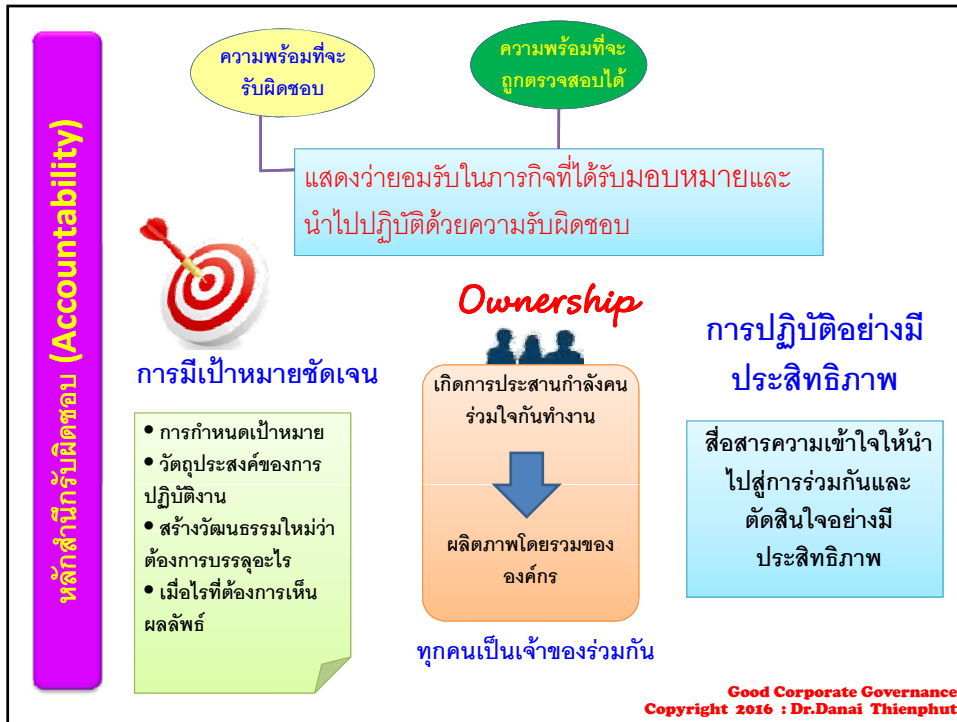 หลักสำนึกรับผิดชอบ (Accountability)
ความพร้อมที่จะ
รับผิดชอบ
ความพร้อมที่จะ
ถูกตรวจสอบได้
แสดงว่ายอมรับในภารกิจที่ได้รับมอบหมายและ
นำไปปฏิบัติด้วยความรับผิดชอบ
การมีเป้าหมายชัดเจน
• การกำหนดเป้าหมาย
• วัตถุประสงค์ของการ
ปฏิบัติงาน
• สร้างวัฒนธรรมใหม่ว่า
ต้องการบรรลุอะไร
• เมื่อไรที่ต้องการเห็น
ผลลัพธ์
Ownership
เกิดการประสานกำลังคน
ร่วมใจกันทำงาน
ผลิตภาพโดยรวมของ
องค์กร
ทุกคนเป็นเจ้าของร่วมกัน
การปฏิบัติอย่างมี
ประสิทธิภาพ
สื่อสารความเข้าใจให้นำ
ไปสู่การร่วมกันและ
ตัดสินใจอย่างมี
ประสิทธิภาพ
Good Corporate Governance
Copyright 2016 : Dr.Danai Thienphut